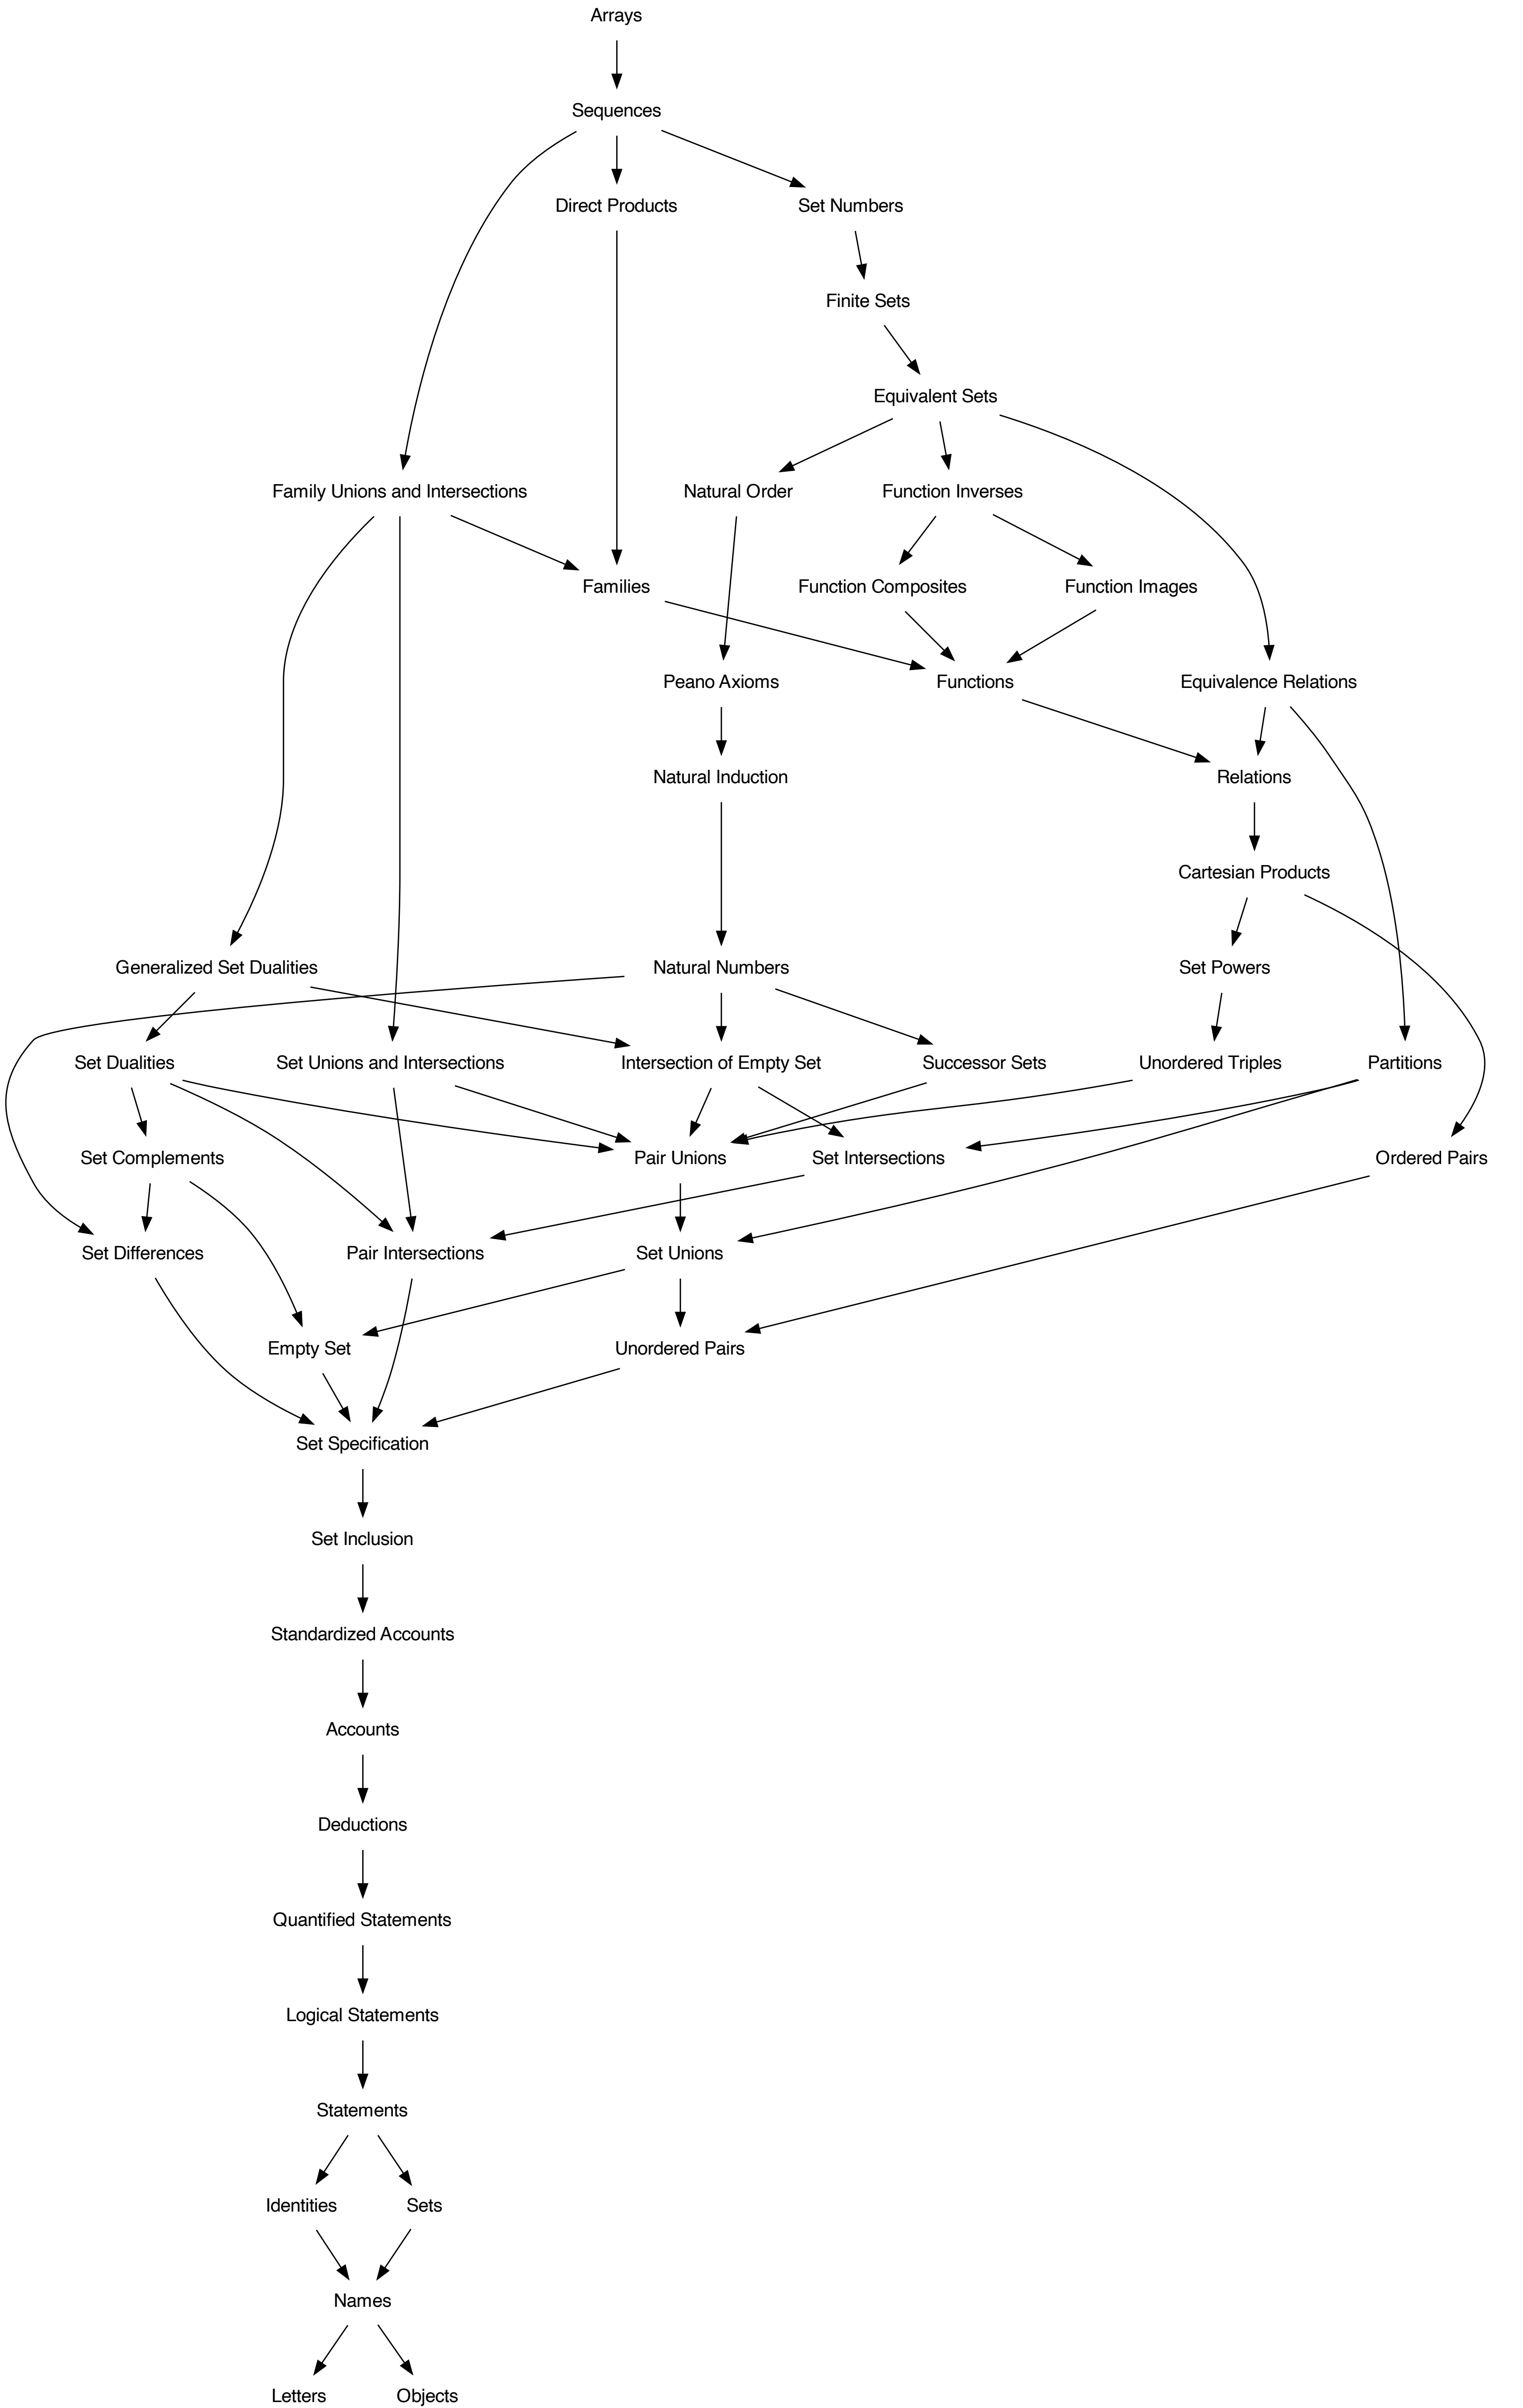 Arrays
Sequences
Direct Products
Set Numbers
Finite Sets
Equivalent Sets
Family Unions and Intersections
Natural Order
Function Inverses
Families
Function Composites
Function Images
Peano Axioms
Functions
Equivalence Relations
Natural Induction
Relations
Cartesian Products
Generalized Set Dualities
Natural Numbers
Set Powers
Set Dualities
Set Unions and Intersections
Intersection of Empty Set
Successor Sets
Unordered Triples
Partitions
Set Complements
Pair Unions
Set Intersections
Ordered Pairs
Set Differences
Pair Intersections
Set Unions
Empty Set
Unordered Pairs
Set Specification
Set Inclusion
Standardized Accounts
Accounts
Deductions
Quantified Statements
Logical Statements
Statements
Identities
Sets
Names
Letters
Objects